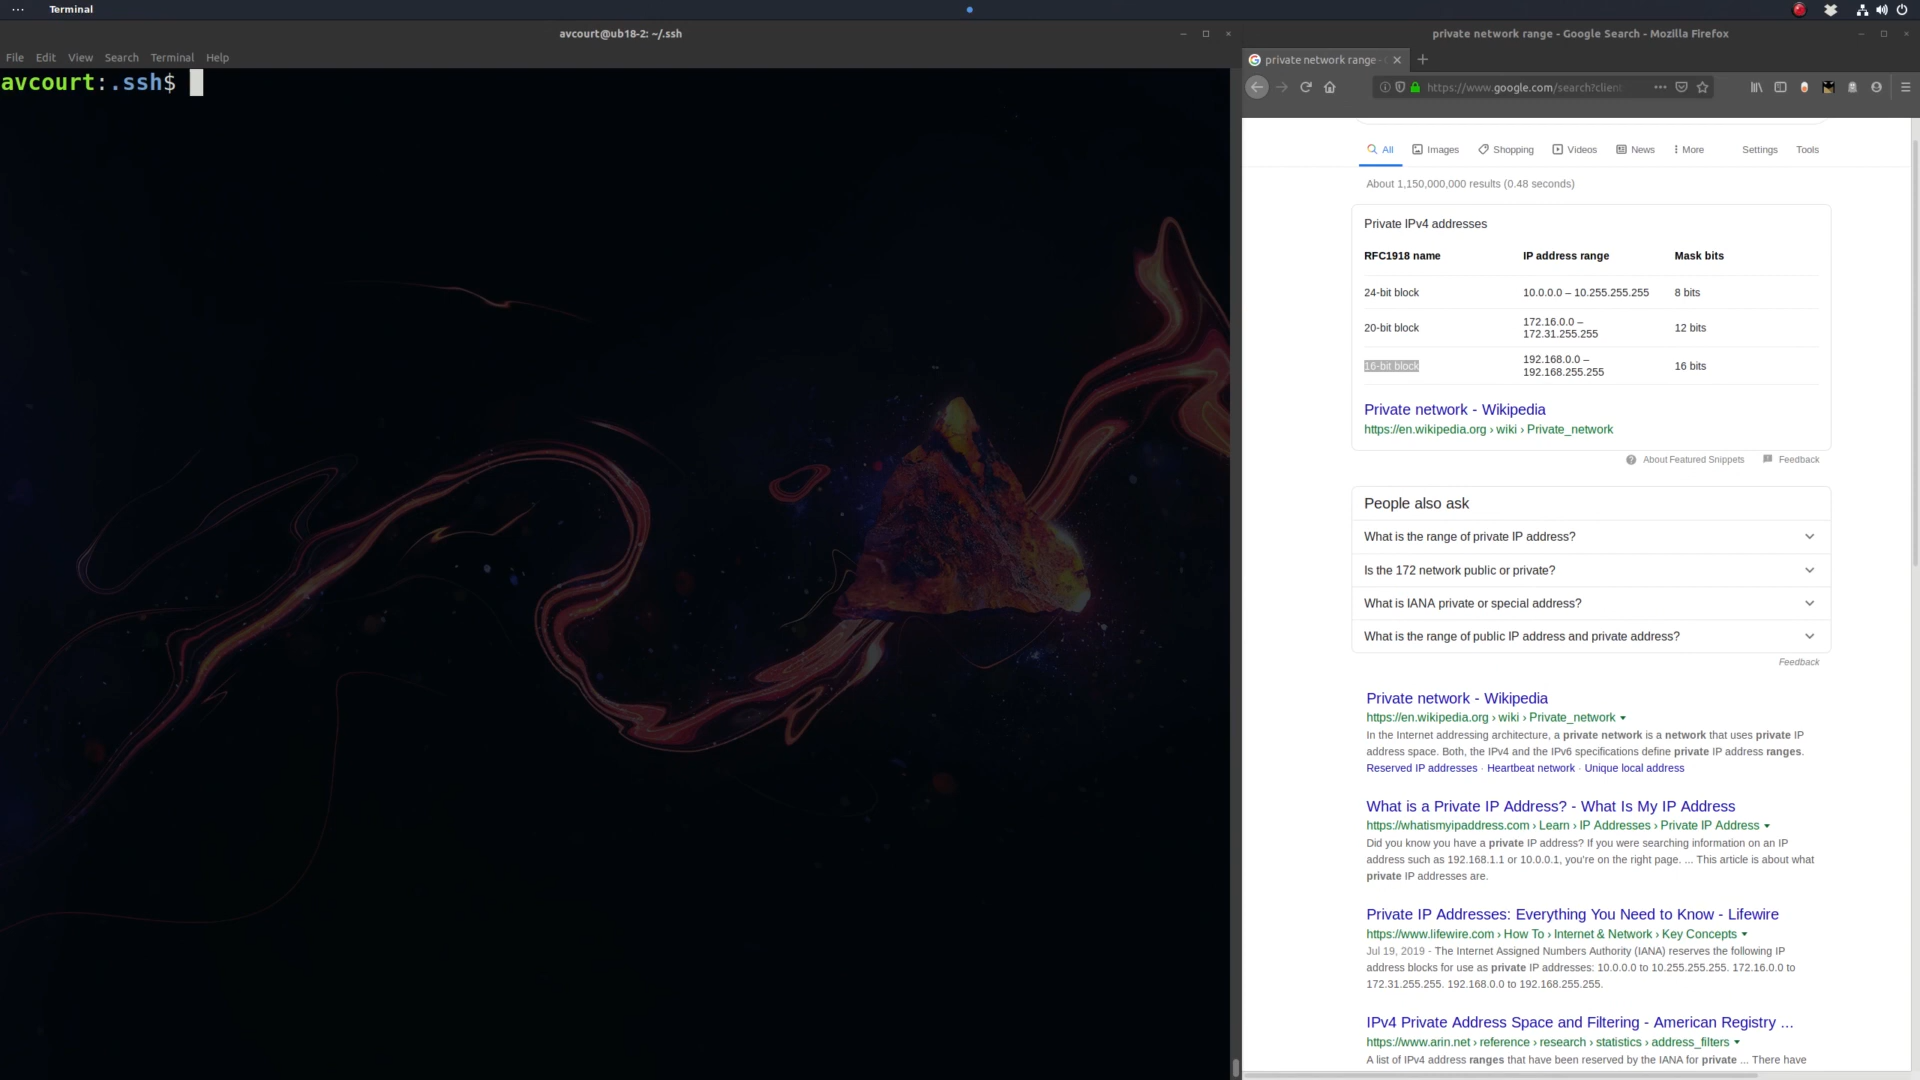 Terminal
avcourt@ub18-2: ~/.ssh
File Edit View Search Terminal Help
avcourt:.ssh$
private network range - Google Search - Mozilla Firefox
private network range -
https://www.google.com/search?client
All Images Shopping Videos News More Settings Tools
About 1,150,000,000 results (0.48 seconds)
Private IPv4 addresses
RFC1918 name IP address range Mask bits
24-bit block 10.0.0.0 – 10.255.255.255 8 bits
20-bit block 172.16.0.0 – 172.31.255.255 12 bits
16-bit block 192.168.0.0 – 192.168.255.255 16 bits
Private network - Wikipedia
https://en.wikipedia.org › wiki › Private_network
About Featured Snippets Feedback
People also ask
What is the range of private IP address?
Is the 172 network public or private?
What is IANA private or special address?
What is the range of public IP address and private address?
Feedback
Private network - Wikipedia
https://en.wikipedia.org › wiki › Private_network
In the Internet addressing architecture, a private network is a network that uses private IP
address space. Both, the IPv4 and the IPv6 specifications define private IP address ranges.
Reserved IP addresses · Heartbeat network · Unique local address
What is a Private IP Address? - What Is My IP Address
https://whatismyipaddress.com › Learn › IP Addresses › Private IP Address
Did you know you have a private IP address? If you were searching information on an IP
address such as 192.168.1.1 or 10.0.0.1, you're on the right page. ... This article is about what
private IP addresses are.
Private IP Addresses: Everything You Need to Know - Lifewire
https://www.lifewire.com › How To › Internet & Network › Key Concepts
Jul 19, 2019 - The Internet Assigned Numbers Authority (IANA) reserves the following IP
address blocks for use as private IP addresses: 10.0.0.0 to 10.255.255.255. 172.16.0.0 to
172.31.255.255. 192.168.0.0 to 192.168.255.255.
IPv4 Private Address Space and Filtering - American Registry ...
https://www.arin.net › reference › research › statistics › address_filters
A list of IPv4 address ranges that have been reserved by the IANA for private ... There have